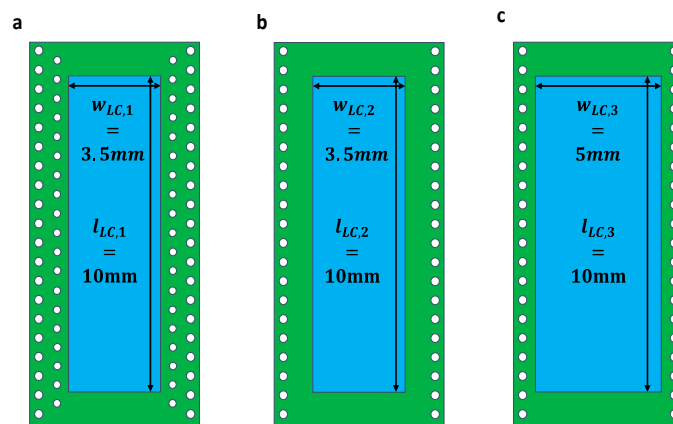 a
b
c
w_{LC,1}
=
3.5mm
l_{LC,1}
=
10mm
w_{LC,2}
=
3.5mm
l_{LC,2}
=
10mm
w_{LC,3}
=
5mm
l_{LC,3}
=
10mm